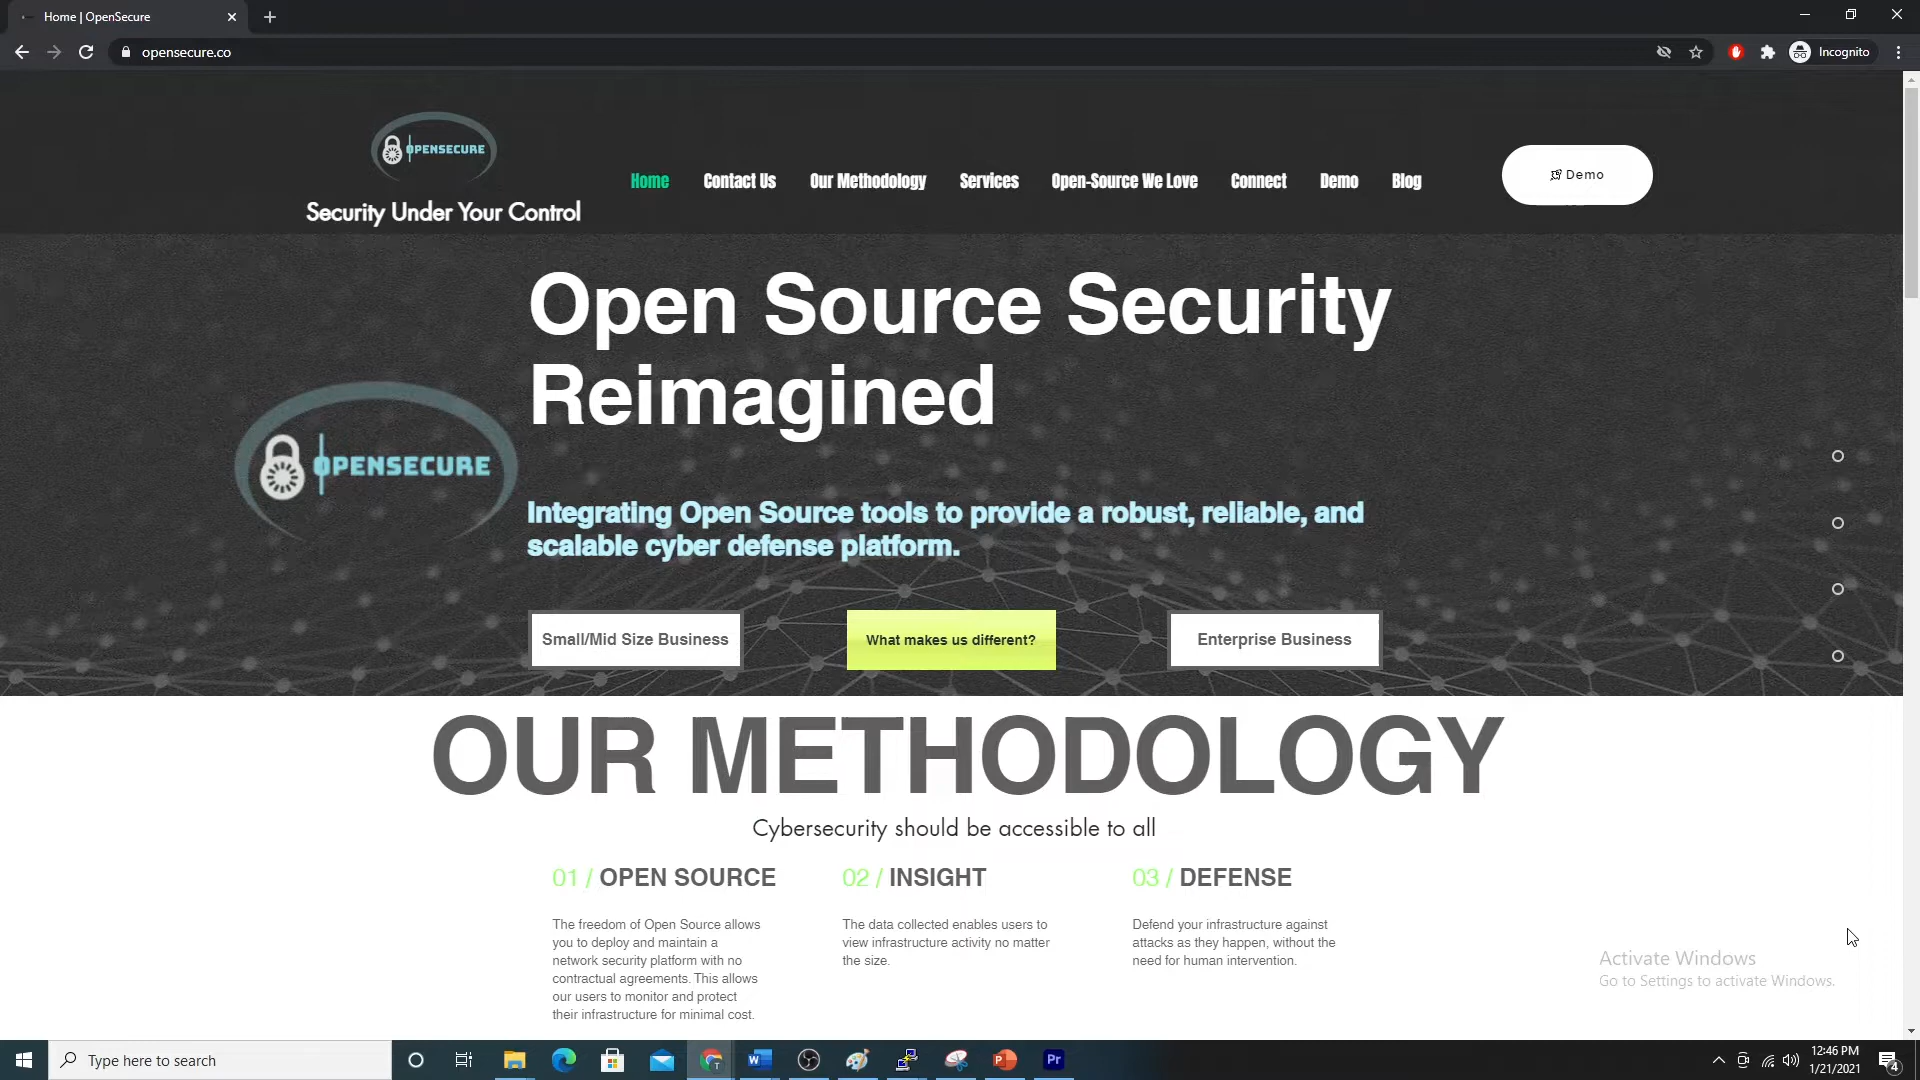 Home | OpenSecure
opensecure.co
Incognito
OPENSECURE
Security Under Your Control
Home
Contact Us
Our Methodology
Services
Open-Source We Love
Connect
Demo
Blog
Demo
Open Source Security
Reimagined
OPENSECURE
Integrating Open Source tools to provide a robust, reliable, and
scalable cyber defense platform.
Small/Mid Size Business
What makes us different?
Enterprise Business
OUR METHODOLOGY
Cybersecurity should be accessible to all
01 / OPEN SOURCE
The freedom of Open Source allows
you to deploy and maintain a
network security platform with no
contractual agreements. This allows
our users to monitor and protect
their infrastructure for minimal cost.
02 / INSIGHT
The data collected enables users to
view infrastructure activity no matter
the size.
03 / DEFENSE
Defend your infrastructure against
attacks as they happen, without the
need for human intervention.
Activate Windows
Go to Settings to activate Windows.
Type here to search
W
P
Pr
12:46 PM
1/21/2021
4